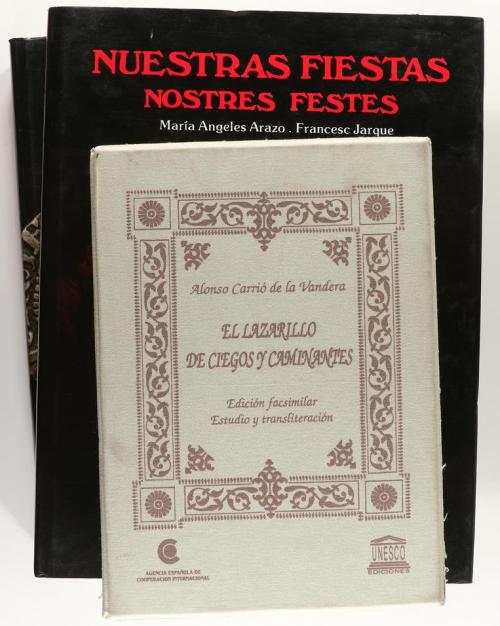 NUESTRAS FIESTAS
NOSTRES FESTES
María Angeles Arazo . Francesc Jarque
Alonso Carrió de la Vandera
EL LAZARILLO
DE CIEGOS Y CAMINANTES
Edición facsimilar
Estudio y transliteración
AGENCIA ESPAÑOLA DE
COOPERACION INTERNACIONAL
UNESCO
EDICIONES